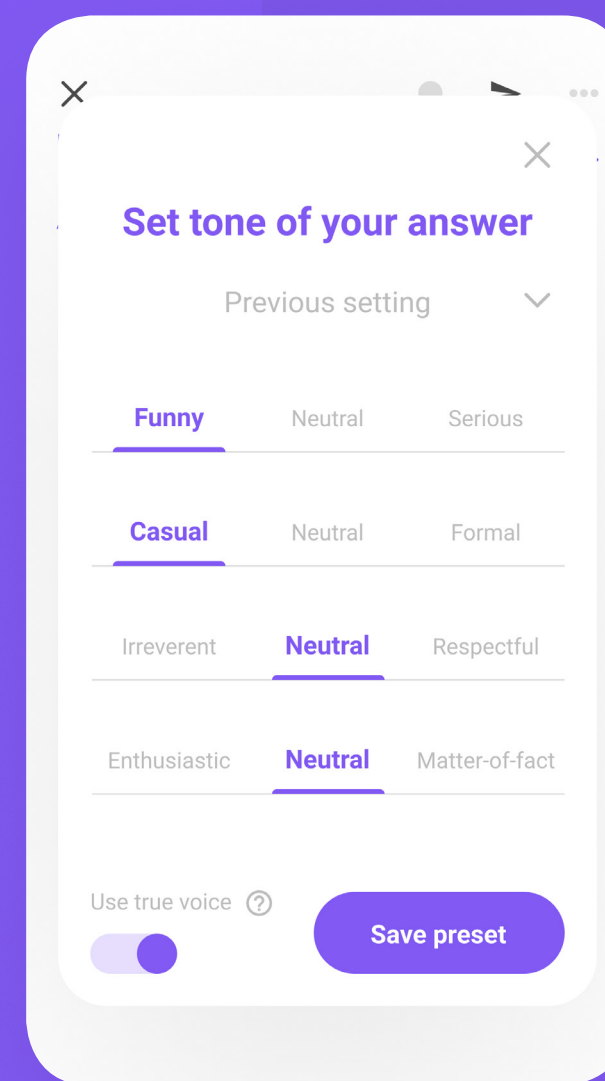 Set tone of your answer
Previous setting
Funny Neutral Serious
Casual Neutral Formal
Irreverent Neutral Respectful
Enthusiastic Neutral Matter-of-fact
Use true voice ?
Save preset